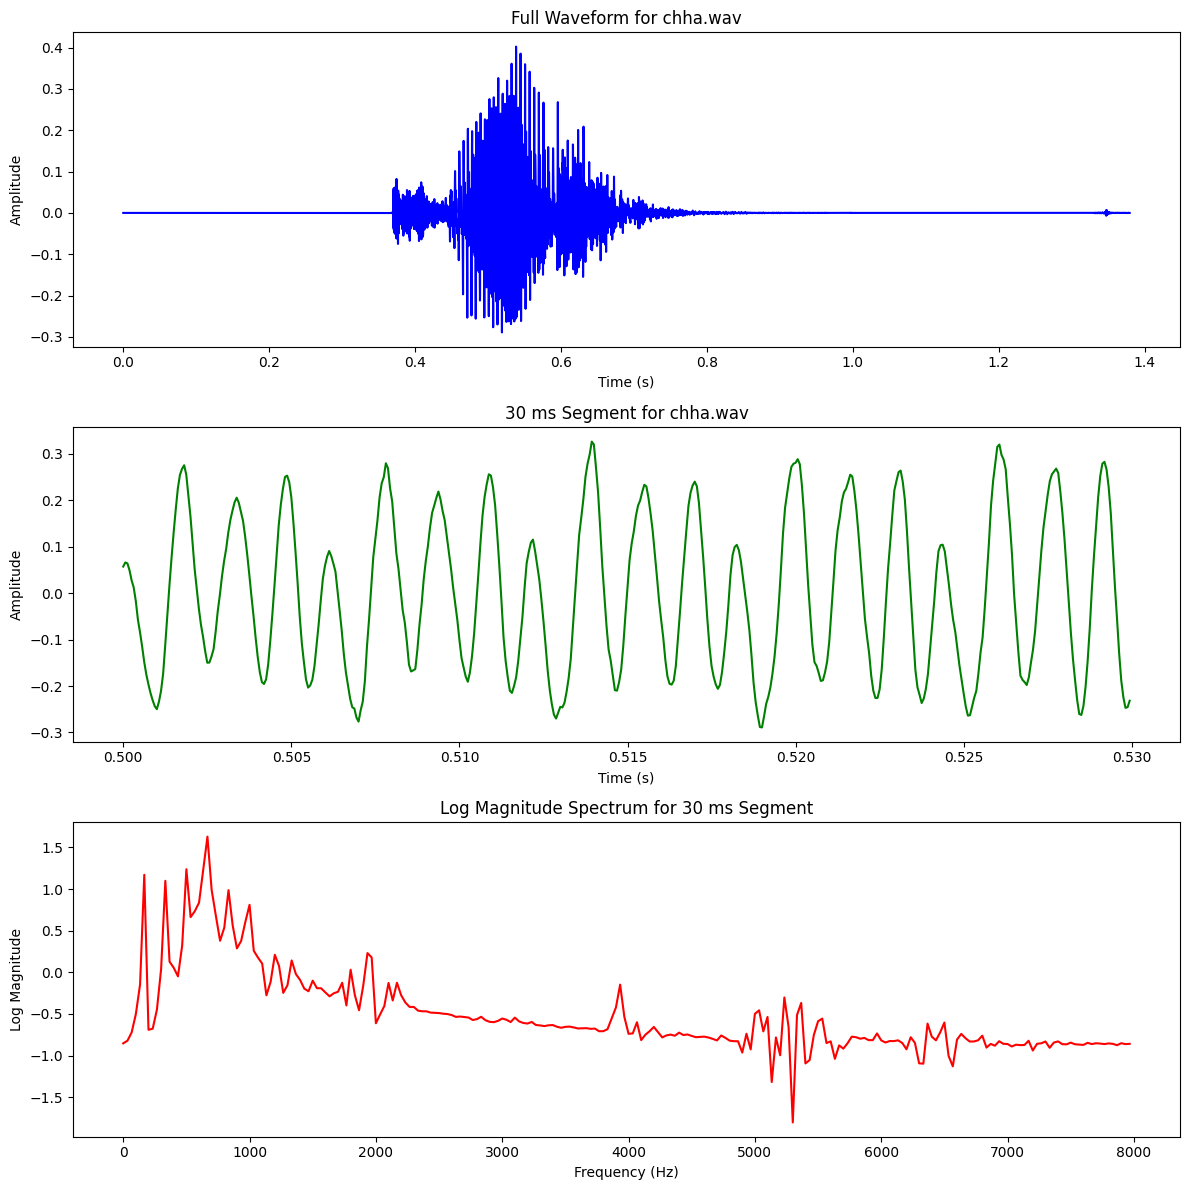 Full Waveform for chha.wav
Amplitude
0.4
0.3
0.2
0.1
0.0
−0.1
−0.2
−0.3
0.0 0.2 0.4 0.6 0.8 1.0 1.2 1.4
Time (s)
30 ms Segment for chha.wav
Amplitude
0.3
0.2
0.1
0.0
−0.1
−0.2
−0.3
0.500 0.505 0.510 0.515 0.520 0.525 0.530
Time (s)
Log Magnitude Spectrum for 30 ms Segment
Log Magnitude
1.5
1.0
0.5
0.0
−0.5
−1.0
−1.5
0 1000 2000 3000 4000 5000 6000 7000 8000
Frequency (Hz)